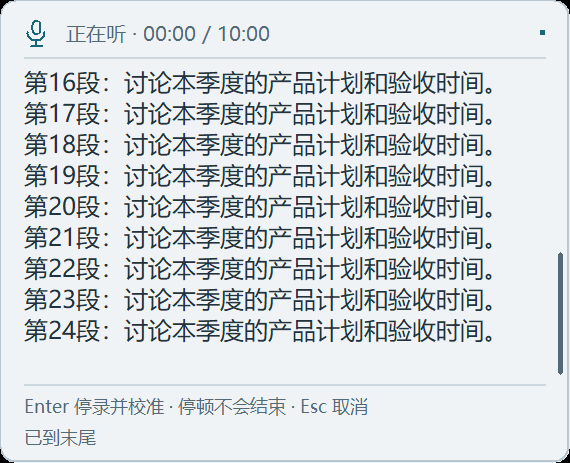 正在听 · 00:00 / 10:00
第16段：讨论本季度的产品计划和验收时间。
第17段：讨论本季度的产品计划和验收时间。
第18段：讨论本季度的产品计划和验收时间。
第19段：讨论本季度的产品计划和验收时间。
第20段：讨论本季度的产品计划和验收时间。
第21段：讨论本季度的产品计划和验收时间。
第22段：讨论本季度的产品计划和验收时间。
第23段：讨论本季度的产品计划和验收时间。
第24段：讨论本季度的产品计划和验收时间。
Enter 停录并校准 · 停顿不会结束 · Esc 取消
已到末尾